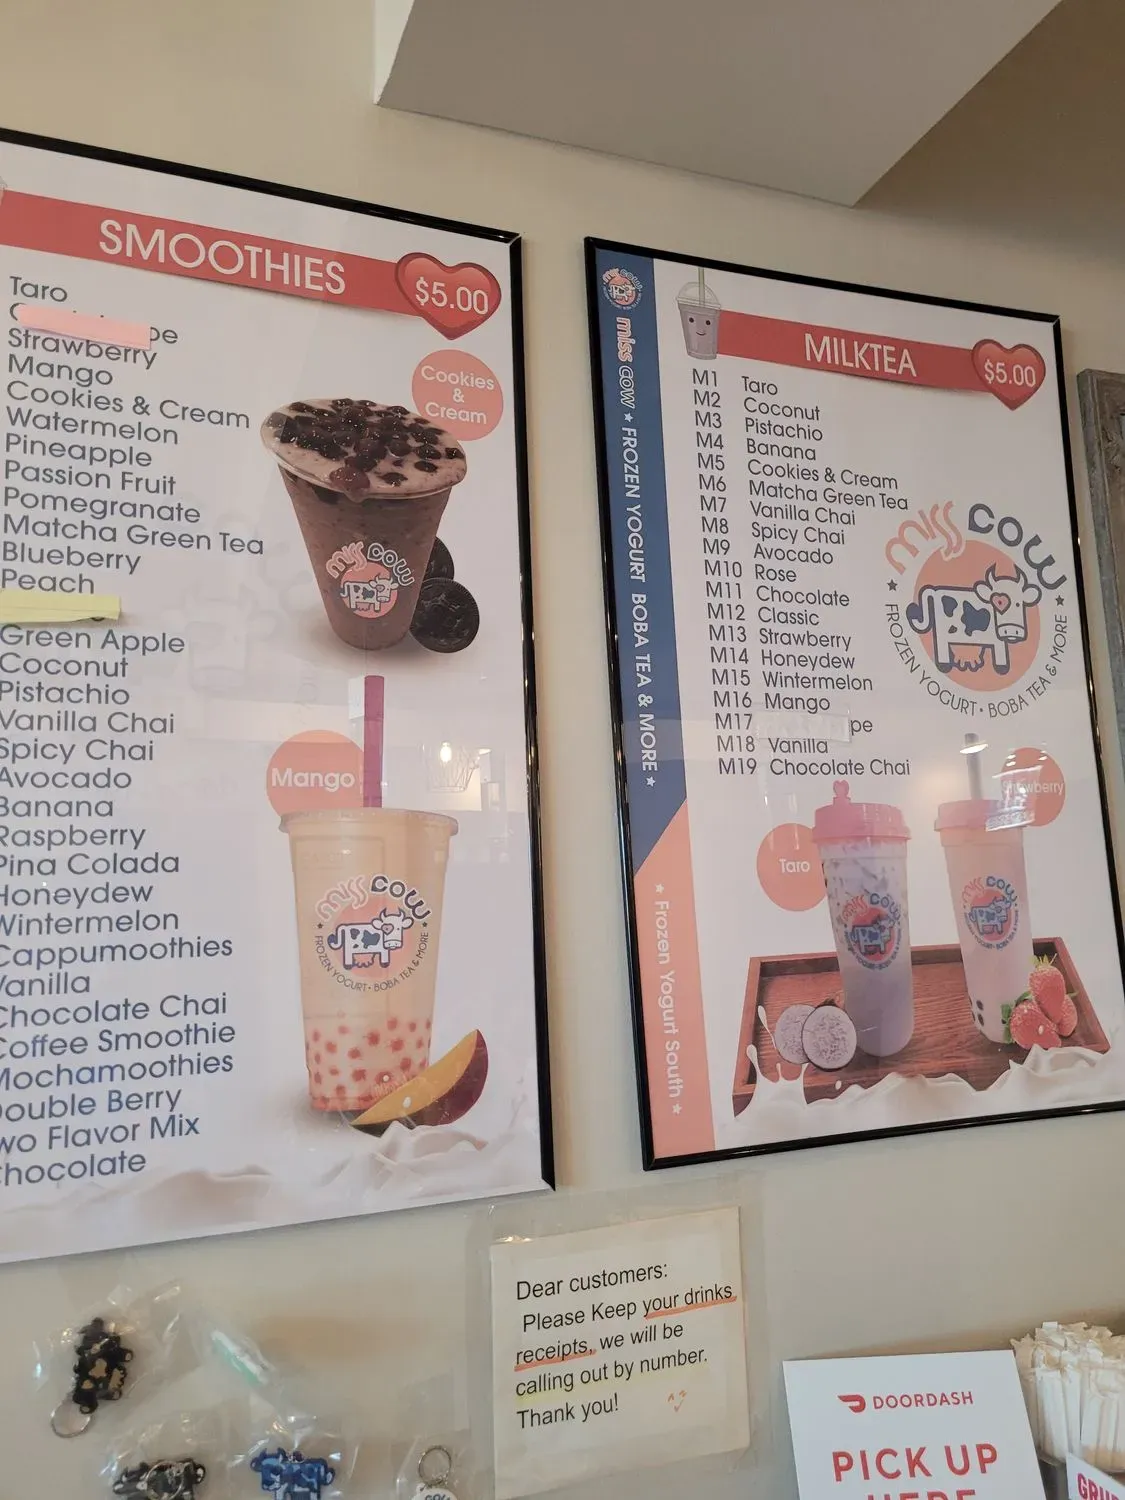 SMOOTHIES
$5.00
Taro
Strawberry
Mango
Cookies & Cream
Watermelon
Pineapple
Passion Fruit
Pomegranate
Matcha Green Tea
Blueberry
Peach
Green Apple
Coconut
Pistachio
Vanilla Chai
Spicy Chai
Avocado
Banana
Raspberry
Pina Colada
Honeydew
Wintermelon
Cappumoothies
Vanilla
Chocolate Chai
Coffee Smoothie
Mochamoothies
Double Berry
Two Flavor Mix
Chocolate
Cookies
&
Cream
miss cow
Mango
miss cow
FROZEN YOGURT • BOBA TEA & MORE
miss cow ★ FROZEN YOGURT BOBA TEA & MORE ★
★ Frozen Yogurt South ★
MILKTEA
$5.00
M1 Taro
M2 Coconut
M3 Pistachio
M4 Banana
M5 Cookies & Cream
M6 Matcha Green Tea
M7 Vanilla Chai
M8 Spicy Chai
M9 Avocado
M10 Rose
M11 Chocolate
M12 Classic
M13 Strawberry
M14 Honeydew
M15 Wintermelon
M16 Mango
M17
M18 Vanilla
M19 Chocolate Chai
miss cow
★ FROZEN YOGURT • BOBA TEA & MORE ★
Taro
Strawberry
miss cow
miss cow
Dear customers:
Please Keep your drinks
receipts, we will be
calling out by number.
Thank you!
DOORDASH
PICK UP
HERE